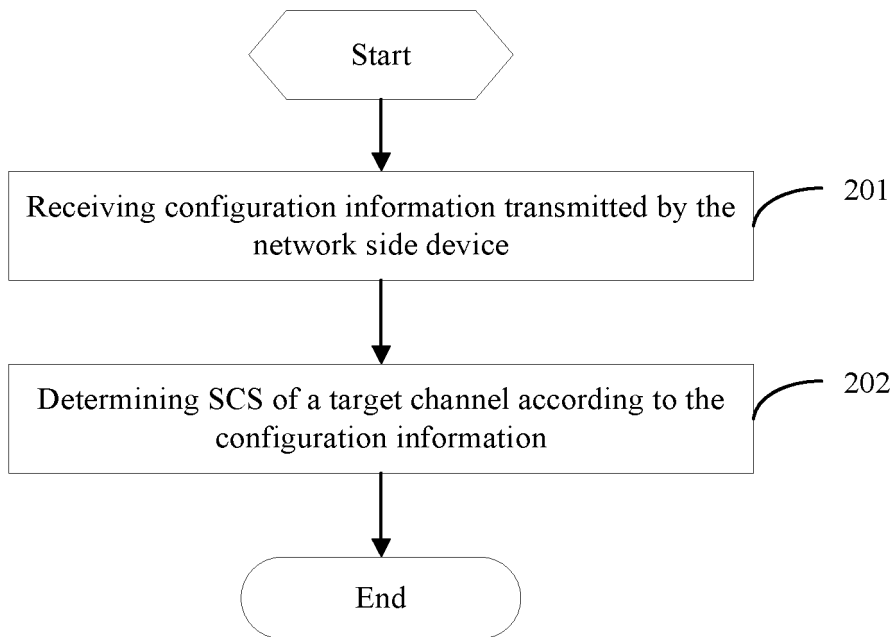 Start
Receiving configuration information transmitted by the
network side device
201
Determining SCS of a target channel according to the
configuration information
202
End